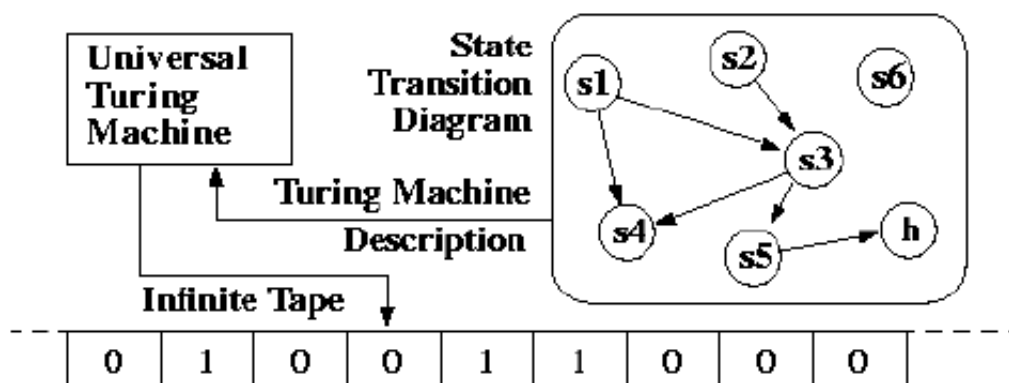 Universal
Turing
Machine
State
Transition
Diagram
s1
s2
s6
s3
s4
s5
h
Turing Machine
Description
Infinite Tape
0 1 0 0 1 1 0 0 0